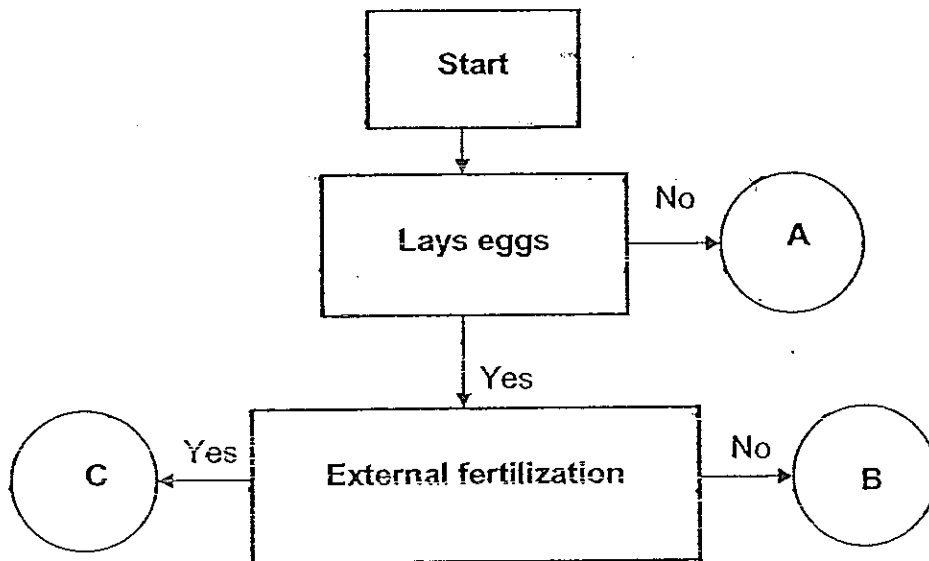 Start
Lays eggs
No
A
Yes
C
Yes
External fertilization
No
B